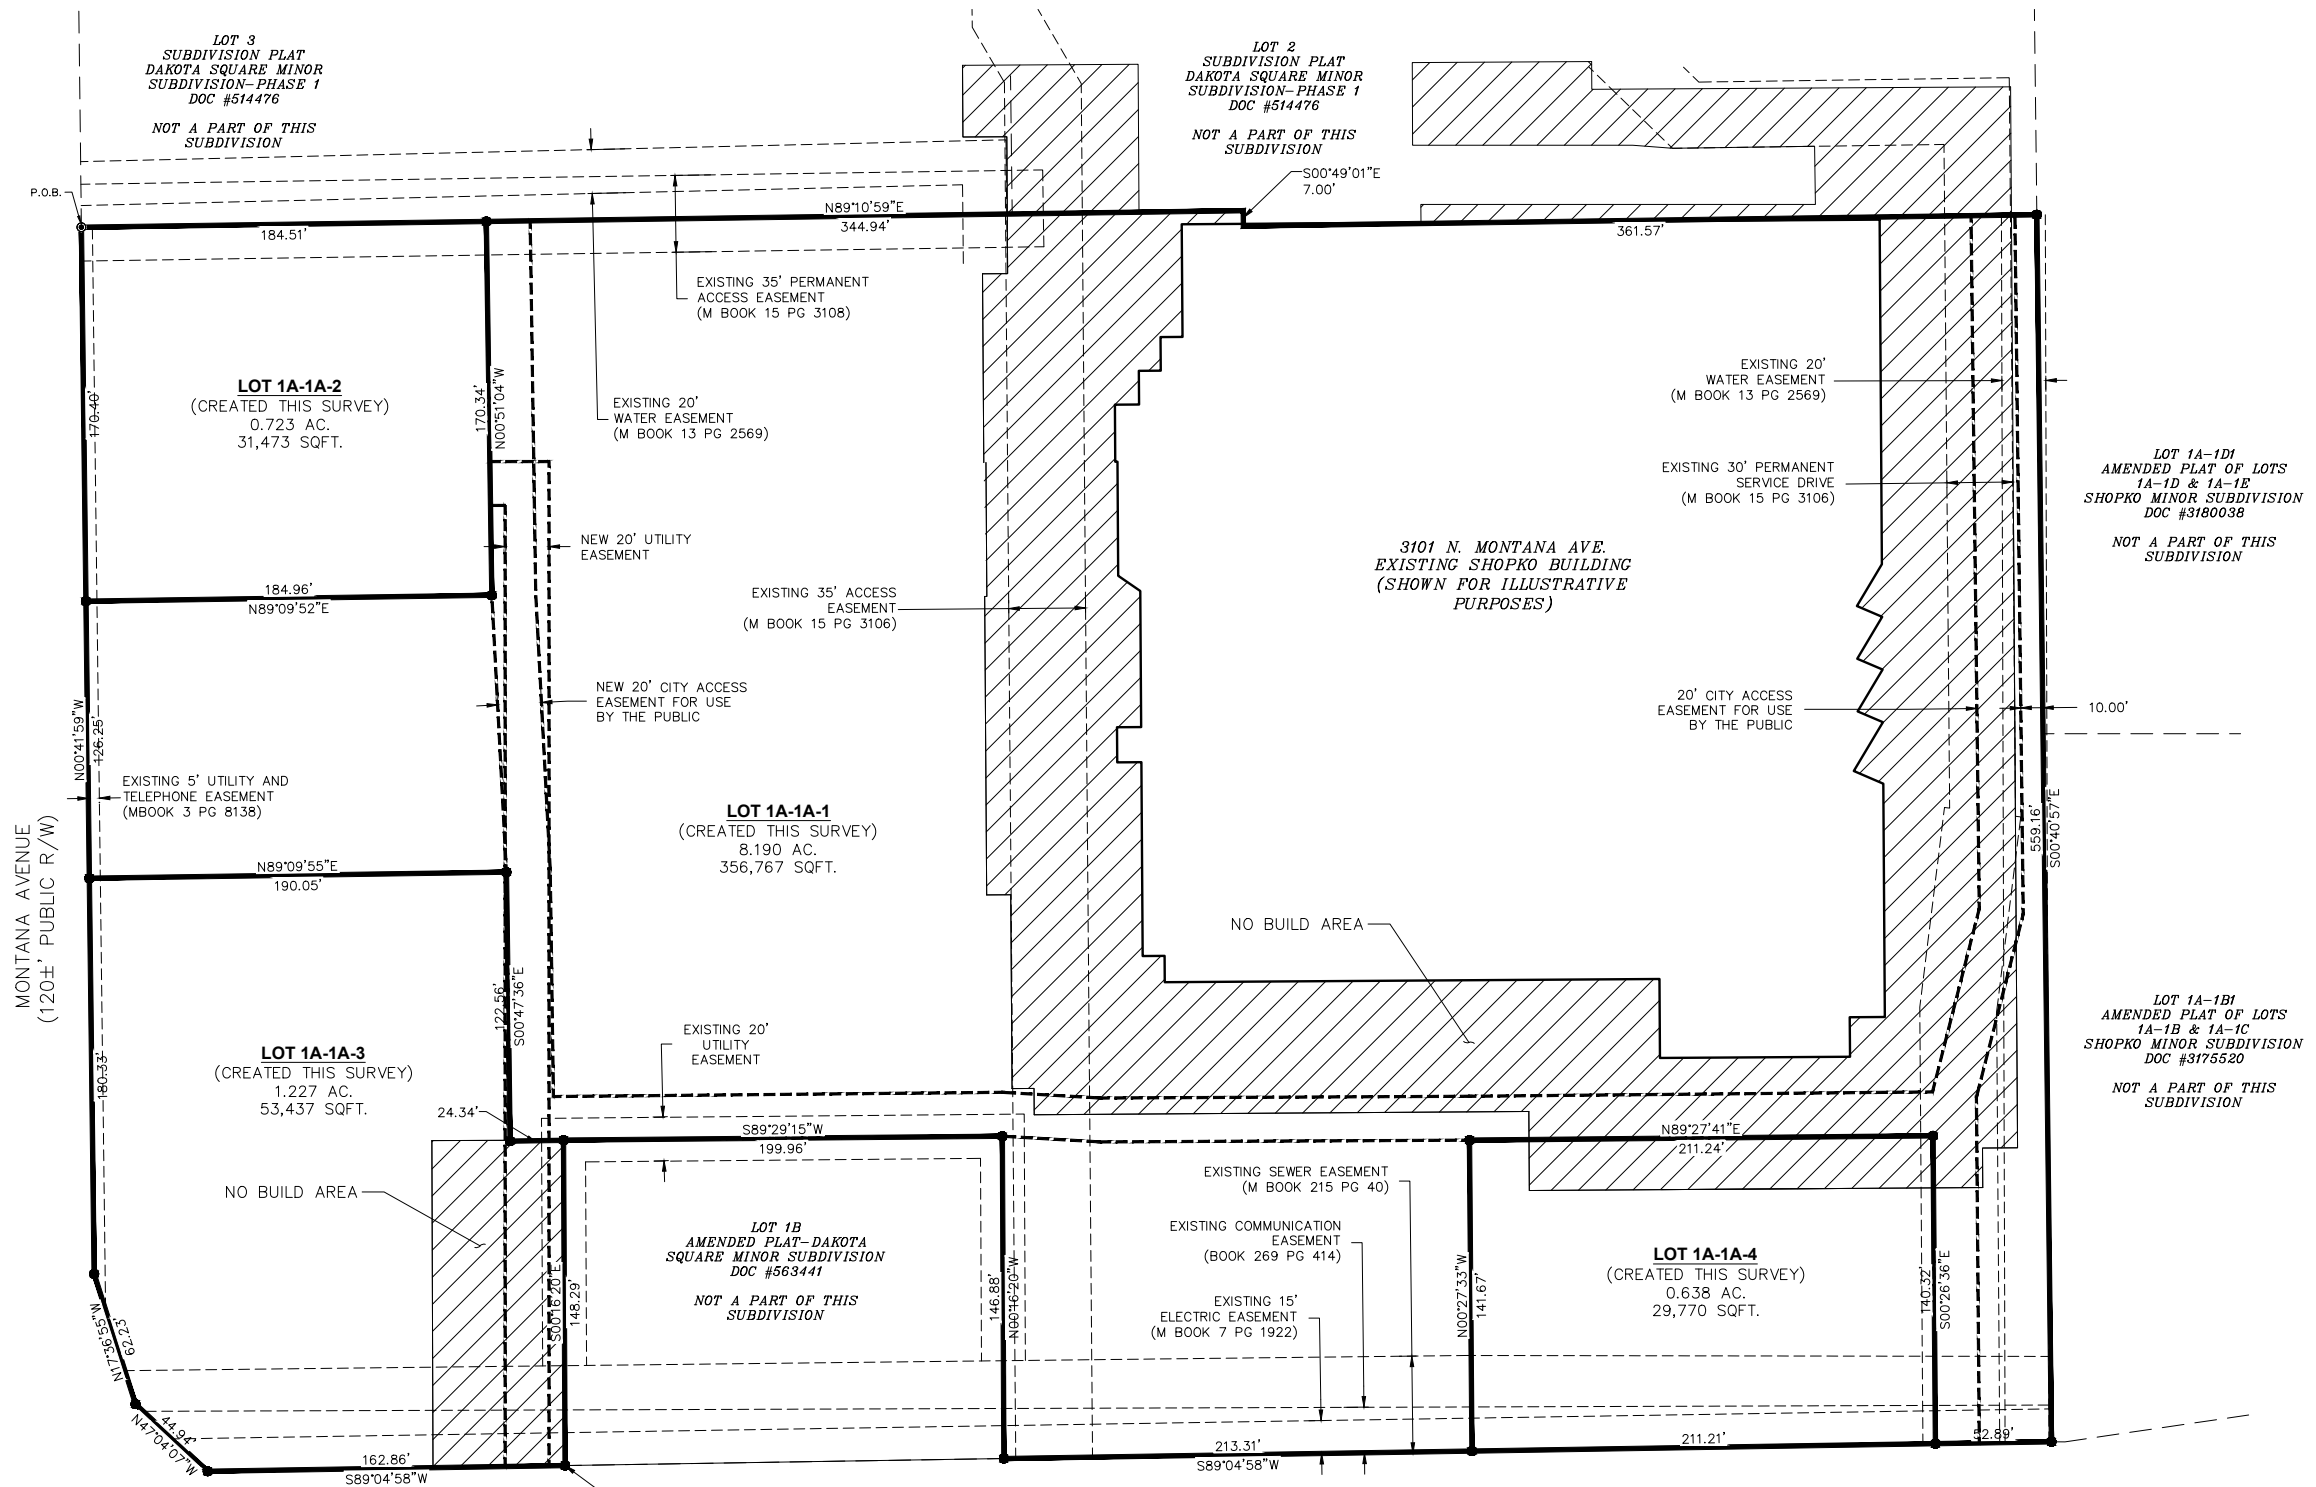 LOT 3
SUBDIVISION PLAT
DAKOTA SQUARE MINOR
SUBDIVISION-PHASE 1
DOC #514476
NOT A PART OF THIS
SUBDIVISION
LOT 2
SUBDIVISION PLAT
DAKOTA SQUARE MINOR
SUBDIVISION-PHASE 1
DOC #514476
NOT A PART OF THIS
SUBDIVISION
P.O.B.
S00°49'01"E
7.00'
184.51'
N89°10'59"E
344.94'
361.57'
EXISTING 35' PERMANENT
ACCESS EASEMENT
(M BOOK 15 PG 3108)
EXISTING 20'
WATER EASEMENT
(M BOOK 13 PG 2569)
EXISTING 20'
WATER EASEMENT
(M BOOK 13 PG 2569)
170.40'
LOT 1A-1A-2
(CREATED THIS SURVEY)
0.723 AC.
31,473 SQFT.
170.34'
N00°51'04"W
EXISTING 30' PERMANENT
SERVICE DRIVE
(M BOOK 15 PG 3106)
LOT 1A-1D1
AMENDED PLAT OF LOTS
1A-1D & 1A-1E
SHOPKO MINOR SUBDIVISION
DOC #3180038
NOT A PART OF THIS
SUBDIVISION
NEW 20' UTILITY
EASEMENT
3101 N. MONTANA AVE.
EXISTING SHOPKO BUILDING
(SHOWN FOR ILLUSTRATIVE
PURPOSES)
184.96'
N89°09'52"E
EXISTING 35' ACCESS
EASEMENT
(M BOOK 15 PG 3106)
NEW 20' CITY ACCESS
EASEMENT FOR USE
BY THE PUBLIC
20' CITY ACCESS
EASEMENT FOR USE
BY THE PUBLIC
10.00'
N00°41'59"W
126.25'
EXISTING 5' UTILITY AND
TELEPHONE EASEMENT
(MBOOK 3 PG 8138)
MONTANA AVENUE
(120±' PUBLIC R/W)
LOT 1A-1A-1
(CREATED THIS SURVEY)
8.190 AC.
356,767 SQFT.
559.16'
S00°40'57"E
N89°09'55"E
190.05'
NO BUILD AREA
122.56'
S00°47'36"E
LOT 1A-1B1
AMENDED PLAT OF LOTS
1A-1B & 1A-1C
SHOPKO MINOR SUBDIVISION
DOC #3175520
NOT A PART OF THIS
SUBDIVISION
180.33'
LOT 1A-1A-3
(CREATED THIS SURVEY)
1.227 AC.
53,437 SQFT.
EXISTING 20'
UTILITY
EASEMENT
24.34'
S89°29'15"W
199.96'
N89°27'41"E
211.24'
NO BUILD AREA
EXISTING SEWER EASEMENT
(M BOOK 215 PG 40)
EXISTING COMMUNICATION
EASEMENT
(BOOK 269 PG 414)
EXISTING 15'
ELECTRIC EASEMENT
(M BOOK 7 PG 1922)
LOT 1B
AMENDED PLAT-DAKOTA
SQUARE MINOR SUBDIVISION
DOC #563441
NOT A PART OF THIS
SUBDIVISION
S00°16'20"E
148.29'
146.88'
N00°16'20"W
N00°27'33"W
141.67'
LOT 1A-1A-4
(CREATED THIS SURVEY)
0.638 AC.
29,770 SQFT.
140.32'
S00°26'36"E
N17°36'55"W
62.23'
44.94'
N47°04'07"W
162.86'
S89°04'58"W
213.31'
S89°04'58"W
211.21'
52.89'